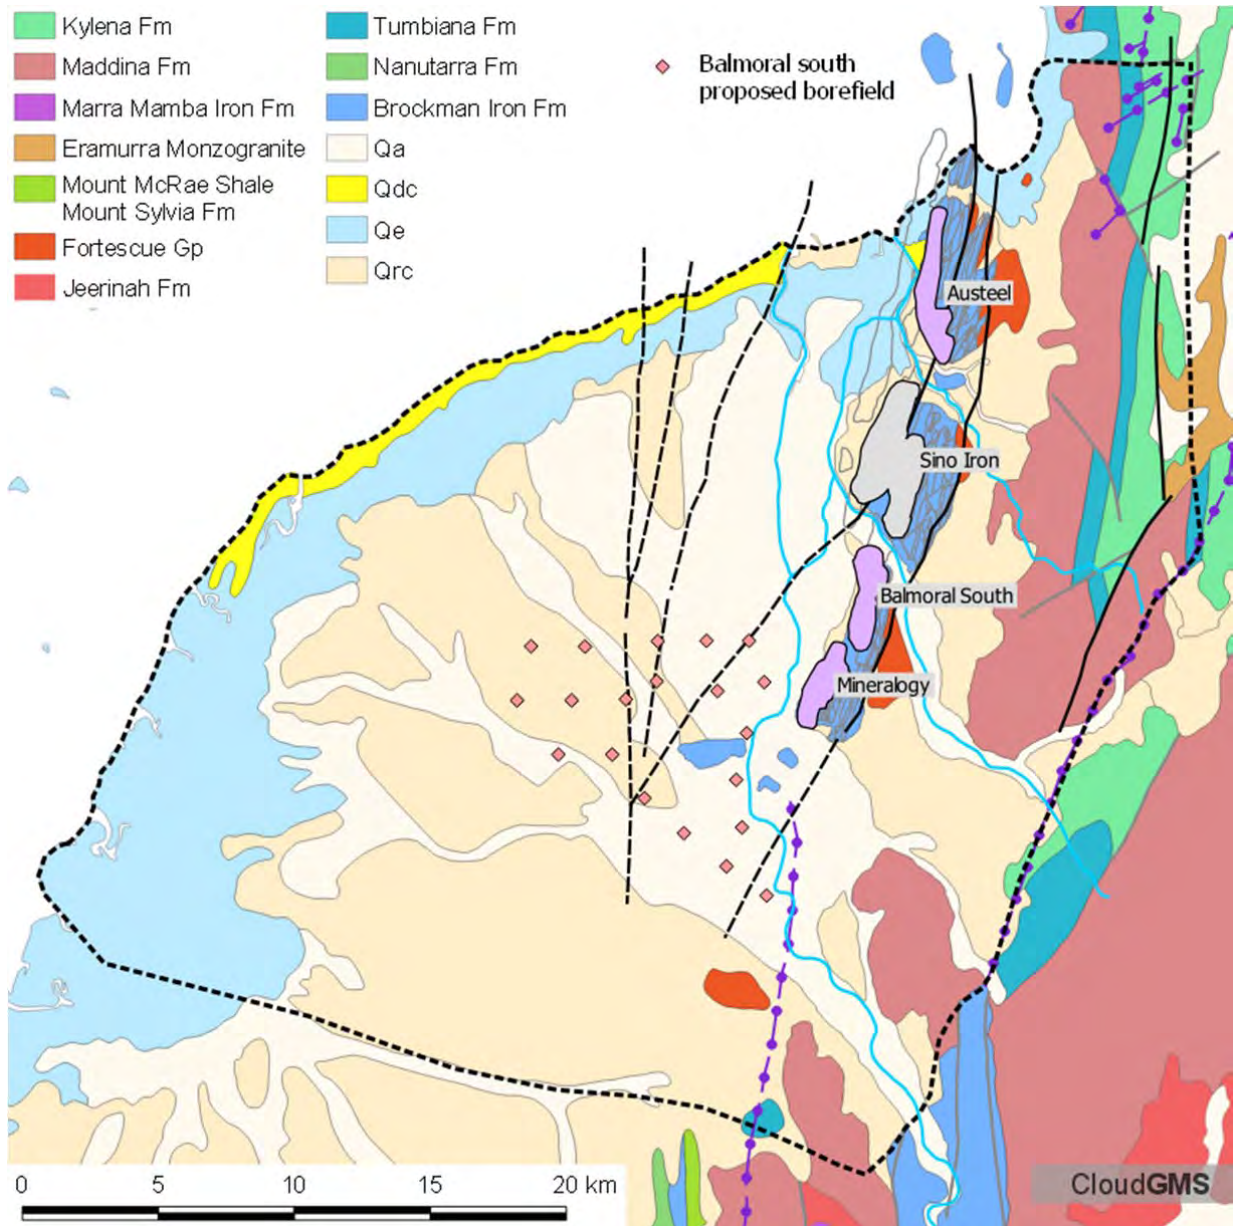 Kylena Fm
Maddina Fm
Marra Mamba Iron Fm
Eramurra Monzogranite
Mount McRae Shale
Mount Sylvia Fm
Fortescue Gp
Jeerinah Fm
Tumbiana Fm
Nanutarra Fm
Brockman Iron Fm
Qa
Qdc
Qe
Qrc
Balmoral south
proposed borefield
Austeel
Sino Iron
Balmoral South
Mineralogy
0 5 10 15 20 km
CloudGMS